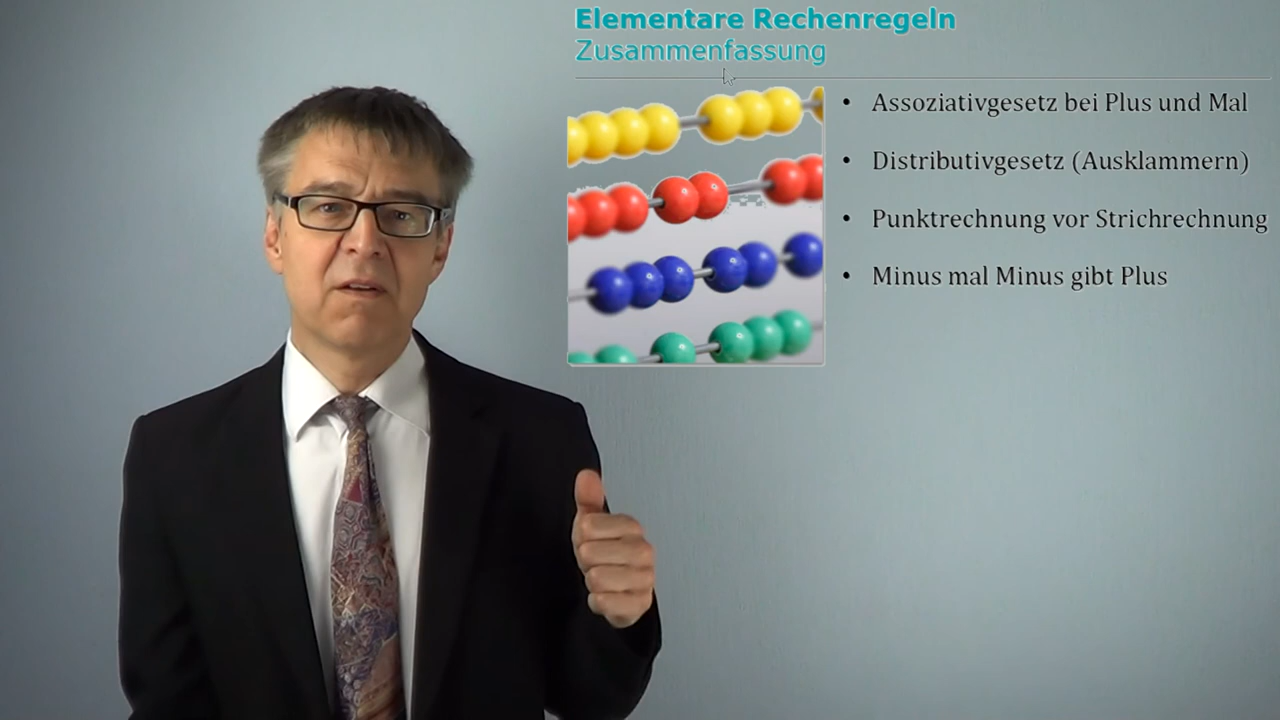 Elementare Rechenregeln
Zusammenfassung
• Assoziativgesetz bei Plus und Mal
• Distributivgesetz (Ausklammern)
• Punktrechnung vor Strichrechnung
• Minus mal Minus gibt Plus